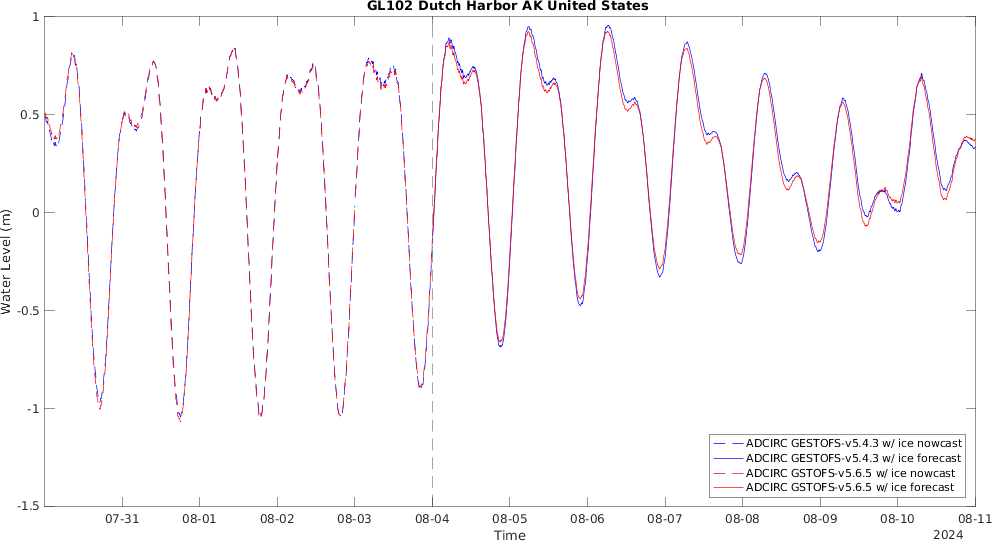 GL102 Dutch Harbor AK United States
1
0.5
0
-0.5
-1
-1.5
Water Level (m)
ADCIRC GESTOFS-v5.4.3 w/ ice nowcast
ADCIRC GESTOFS-v5.4.3 w/ ice forecast
ADCIRC GSTOFS-v5.6.5 w/ ice nowcast
ADCIRC GSTOFS-v5.6.5 w/ ice forecast
07-31 08-01 08-02 08-03 08-04 08-05 08-06 08-07 08-08 08-09 08-10 08-11
Time
2024